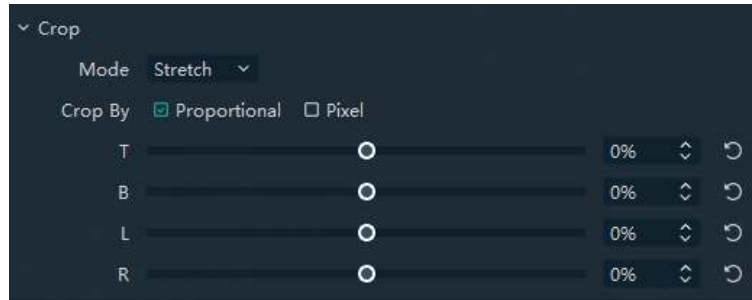 Crop
Mode Stretch
Crop By Proportional Pixel
T 0%
B 0%
L 0%
R 0%